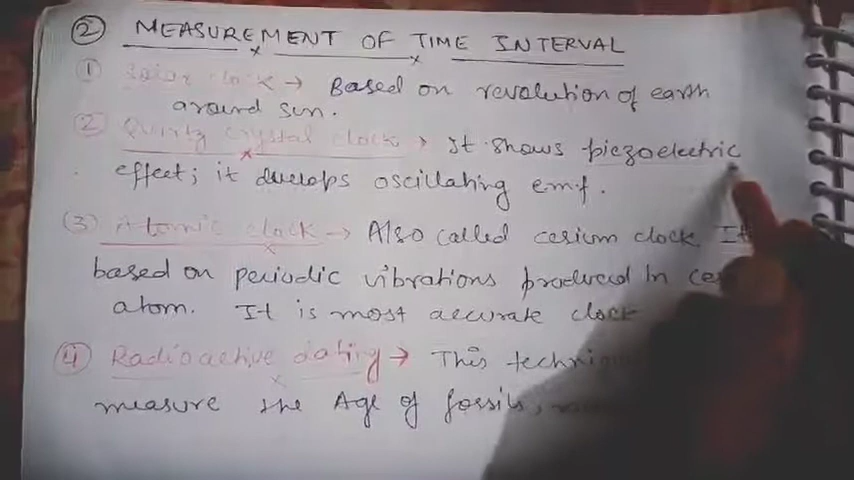 ② MEASUREMENT OF TIME INTERVAL
① Solar clock → Based on revolution of earth
around sun.
② Quartz crystal clock → It shows piezoelectric
effect; it develops oscillating emf.
(3) Atomic clock → Also called cesium clock. It
based on periodic vibrations produced In
atom. It is most accurate clock
④ Radioactive dating → This
measure the Age of fossils,